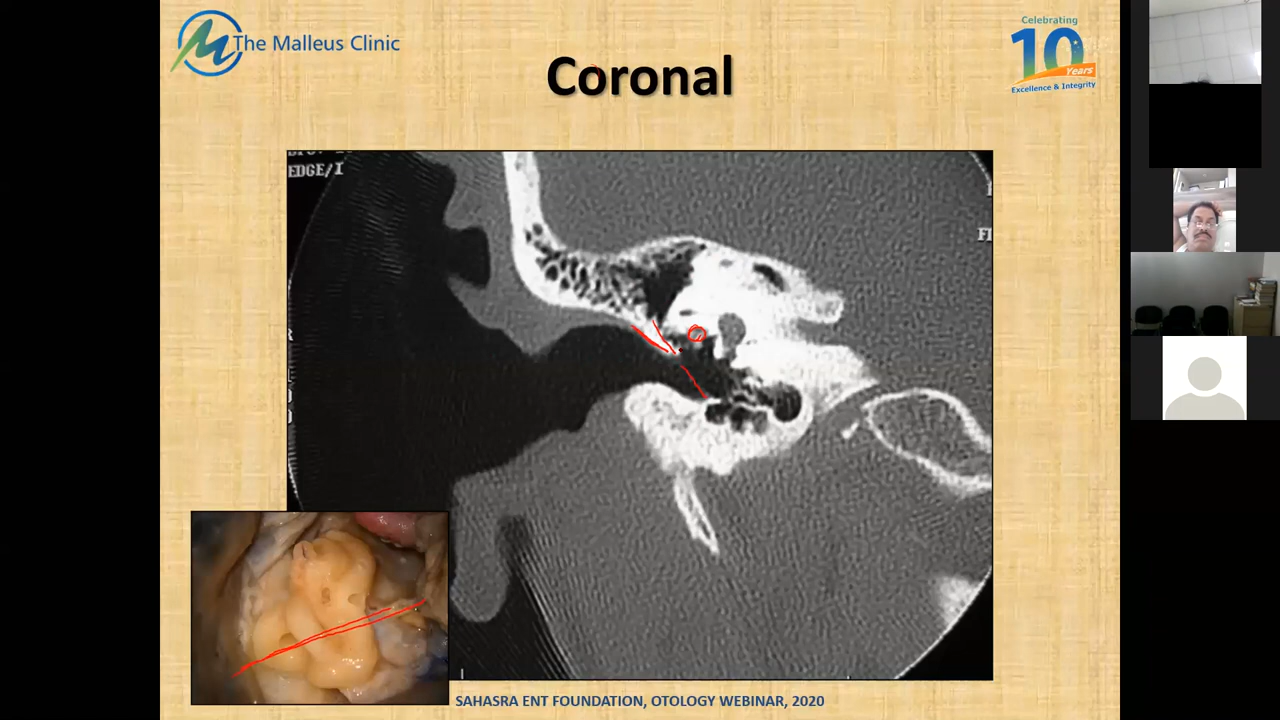 The Malleus Clinic
Celebrating
10
Years
Excellence & Integrity
Coronal
EDGE/I
SAHASRA ENT FOUNDATION, OTOLOGY WEBINAR, 2020